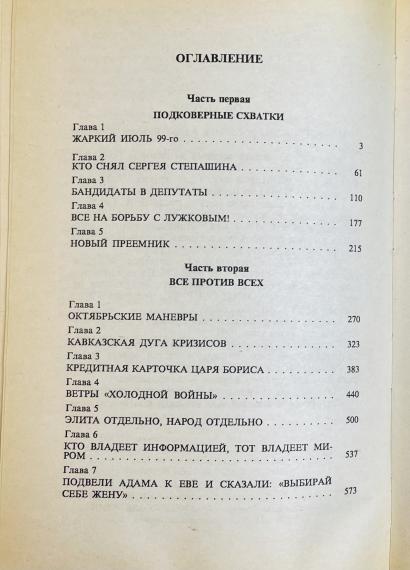 ОГЛАВЛЕНИЕ
Часть первая
ПОДКОВЕРНЫЕ СХВАТКИ
Глава 1
ЖАРКИЙ ИЮЛЬ 99-го . . . . . . . . . . . . . . . . 3
Глава 2
КТО СНЯЛ СЕРГЕЯ СТЕПАШИНА . . . . . . . . . . . . 61
Глава 3
БАНДИДАТЫ В ДЕПУТАТЫ . . . . . . . . . . . . . . 110
Глава 4
ВСЕ НА БОРЬБУ С ЛУЖКОВЫМ! . . . . . . . . . . . . 177
Глава 5
НОВЫЙ ПРЕЕМНИК . . . . . . . . . . . . . . . . . 215
Часть вторая
ВСЕ ПРОТИВ ВСЕХ
Глава 1
ОКТЯБРЬСКИЕ МАНЕВРЫ . . . . . . . . . . . . . . . 270
Глава 2
КАВКАЗСКАЯ ДУГА КРИЗИСОВ . . . . . . . . . . . . 323
Глава 3
КРЕДИТНАЯ КАРТОЧКА ЦАРЯ БОРИСА . . . . . . . . . 383
Глава 4
ВЕТРЫ «ХОЛОДНОЙ ВОЙНЫ» . . . . . . . . . . . . . 440
Глава 5
ЭЛИТА ОТДЕЛЬНО, НАРОД ОТДЕЛЬНО . . . . . . . . . 500
Глава 6
КТО ВЛАДЕЕТ ИНФОРМАЦИЕЙ, ТОТ ВЛАДЕЕТ МИ-
РОМ . . . . . . . . . . . . . . . . . . . . . . . 537
Глава 7
ПОДВЕЛИ АДАМА К ЕВЕ И СКАЗАЛИ: «ВЫБИРАЙ
СЕБЕ ЖЕНУ» . . . . . . . . . . . . . . . . . . . 573